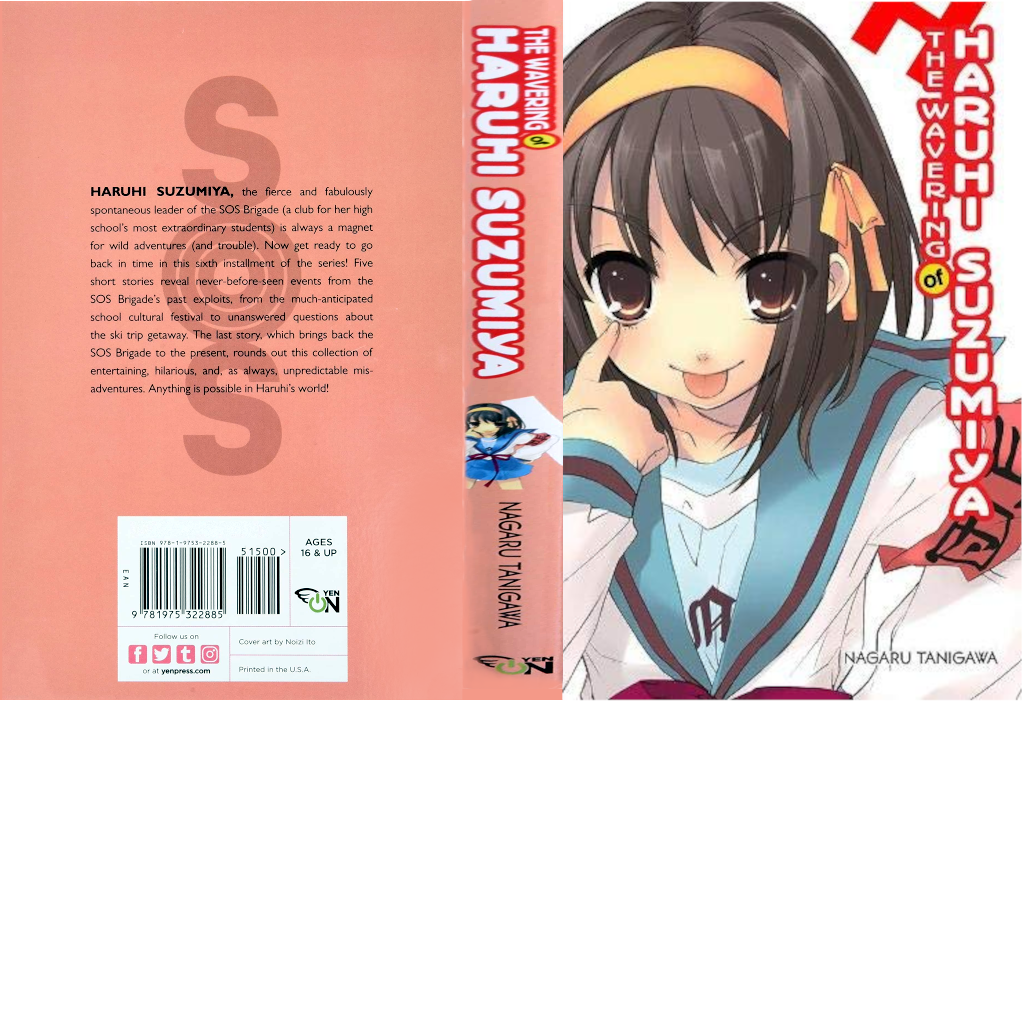 SOS
HARUHI SUZUMIYA, the fierce and fabulously
spontaneous leader of the SOS Brigade (a club for her high
school's most extraordinary students) is always a magnet
for wild adventures (and trouble). Now get ready to go
back in time in this sixth installment of the series! Five
short stories reveal never-before-seen events from the
SOS Brigade's past exploits, from the much-anticipated
school cultural festival to unanswered questions about
the ski trip getaway. The last story, which brings back the
SOS Brigade to the present, rounds out this collection of
entertaining, hilarious, and, as always, unpredictable mis-
adventures. Anything is possible in Haruhi's world!
ISBN 978-1-9753-2288-5
51500 >
EAN
9 781975 322885
AGES
16 & UP
YEN
ON
Follow us on
or at yenpress.com
Cover art by Noizi Ito
Printed in the U.S.A.
THE WAVERING of
HARUHI SUZUMIYA
NAGARU TANIGAWA
YEN
ON
THE WAVERING of
HARUHI SUZUMIYA
NAGARU TANIGAWA